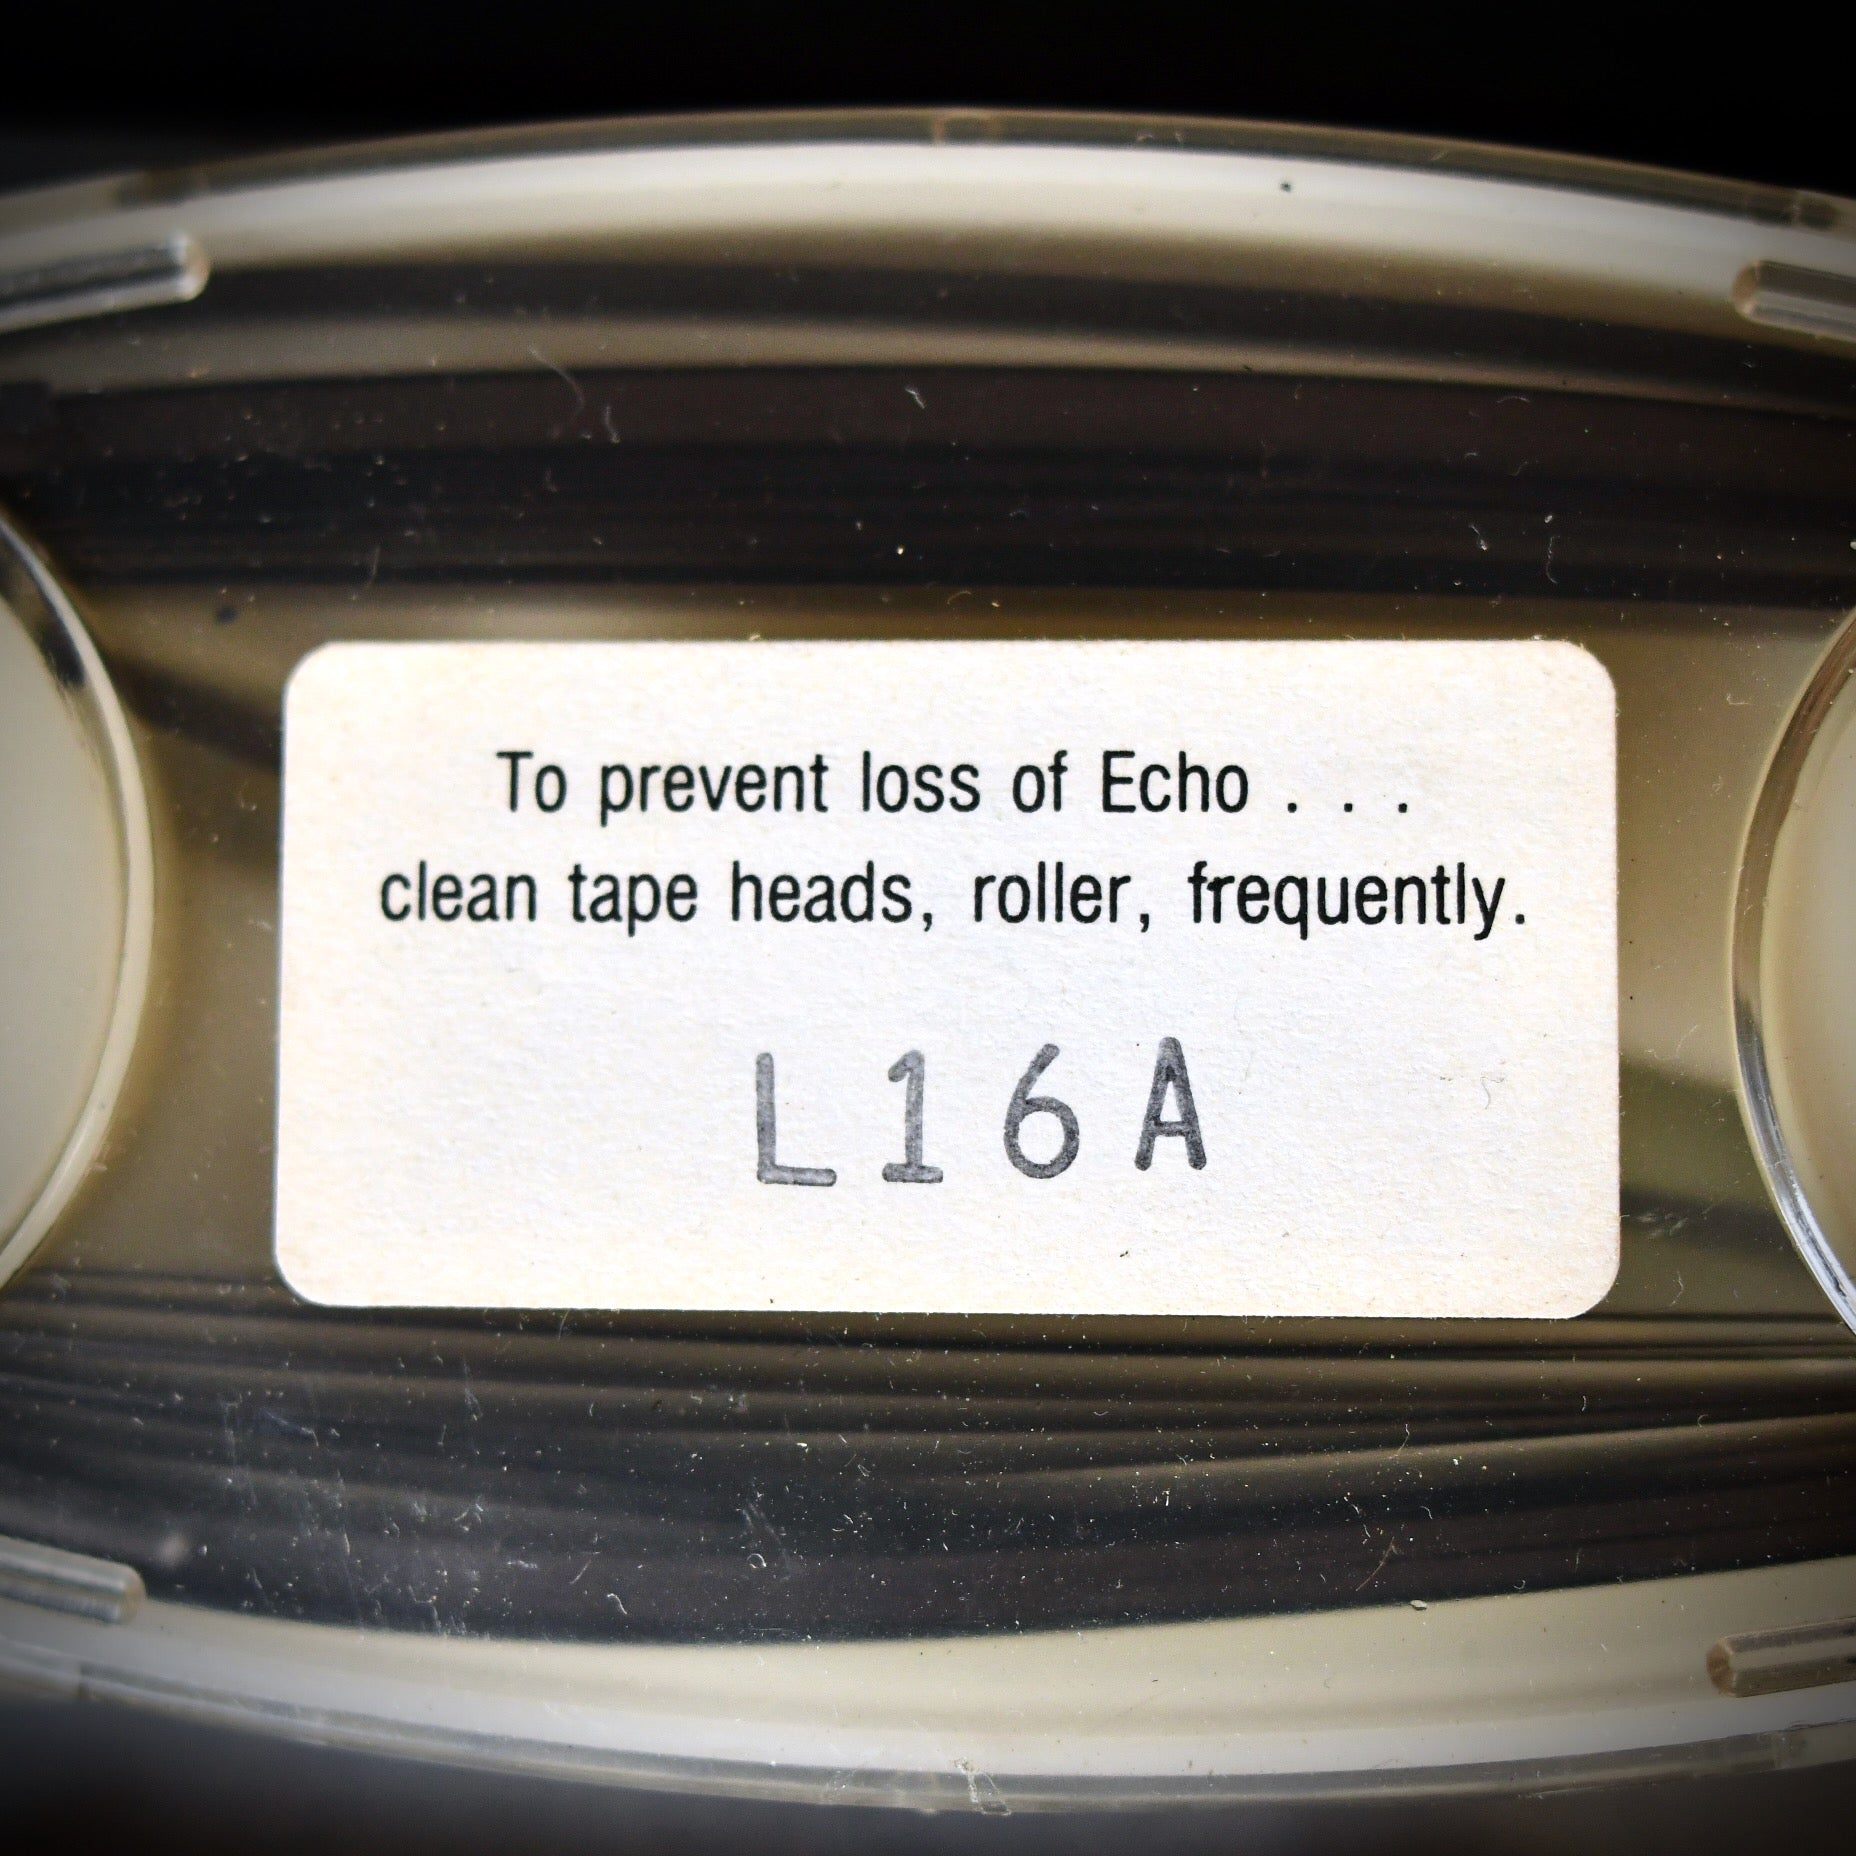 To prevent loss of Echo . . .
clean tape heads, roller, frequently.
L16A